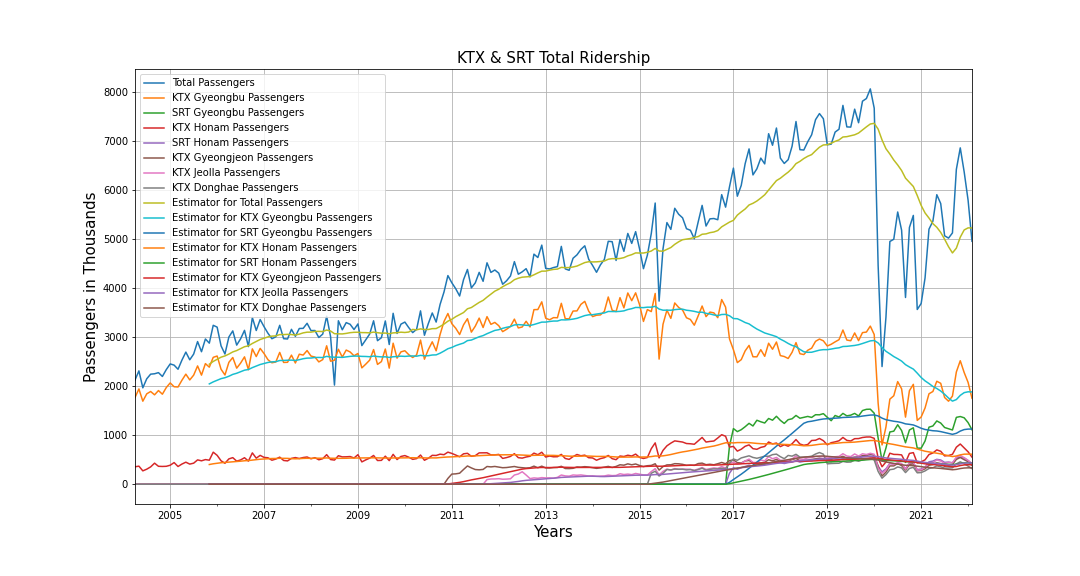 KTX & SRT Total Ridership
Total Passengers
KTX Gyeongbu Passengers
SRT Gyeongbu Passengers
KTX Honam Passengers
SRT Honam Passengers
KTX Gyeongjeon Passengers
KTX Jeolla Passengers
KTX Donghae Passengers
Estimator for Total Passengers
Estimator for KTX Gyeongbu Passengers
Estimator for SRT Gyeongbu Passengers
Estimator for KTX Honam Passengers
Estimator for SRT Honam Passengers
Estimator for KTX Gyeongjeon Passengers
Estimator for KTX Jeolla Passengers
Estimator for KTX Donghae Passengers
Passengers in Thousands
8000
7000
6000
5000
4000
3000
2000
1000
0
2005 2007 2009 2011 2013 2015 2017 2019 2021
Years